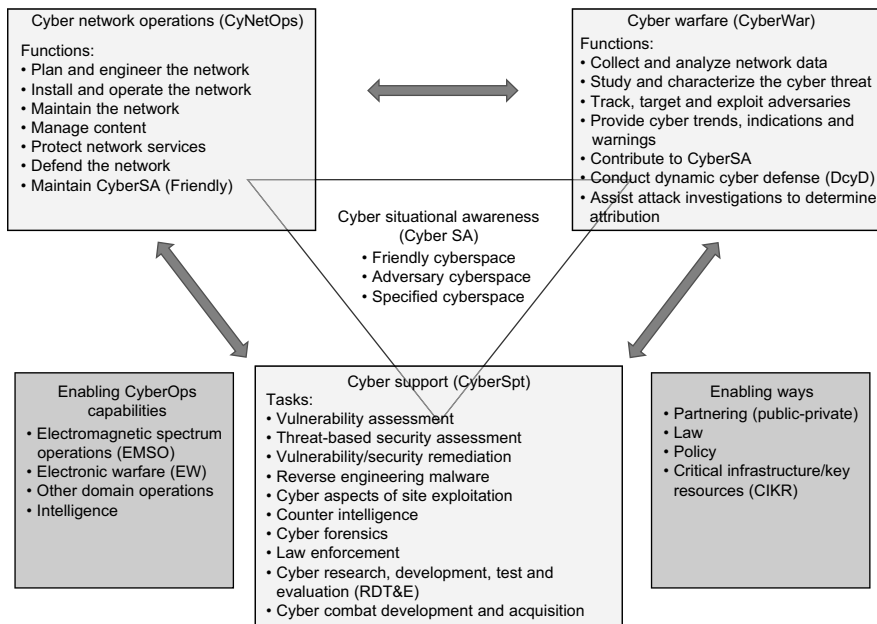 Cyber network operations (CyNetOps)
Functions:
• Plan and engineer the network
• Install and operate the network
• Maintain the network
• Manage content
• Protect network services
• Defend the network
• Maintain CyberSA (Friendly)
Cyber warfare (CyberWar)
Functions:
• Collect and analyze network data
• Study and characterize the cyber threat
• Track, target and exploit adversaries
• Provide cyber trends, indications and
warnings
• Contribute to CyberSA
• Conduct dynamic cyber defense (DcyD)
• Assist attack investigations to determine
attribution
Cyber situational awareness
(Cyber SA)
• Friendly cyberspace
• Adversary cyberspace
• Specified cyberspace
Enabling CyberOps
capabilities
• Electromagnetic spectrum
operations (EMSO)
• Electronic warfare (EW)
• Other domain operations
• Intelligence
Cyber support (CyberSpt)
Tasks:
• Vulnerability assessment
• Threat-based security assessment
• Vulnerability/security remediation
• Reverse engineering malware
• Cyber aspects of site exploitation
• Counter intelligence
• Cyber forensics
• Law enforcement
• Cyber research, development, test and
evaluation (RDT&E)
• Cyber combat development and acquisition
Enabling ways
• Partnering (public-private)
• Law
• Policy
• Critical infrastructure/key
resources (CIKR)